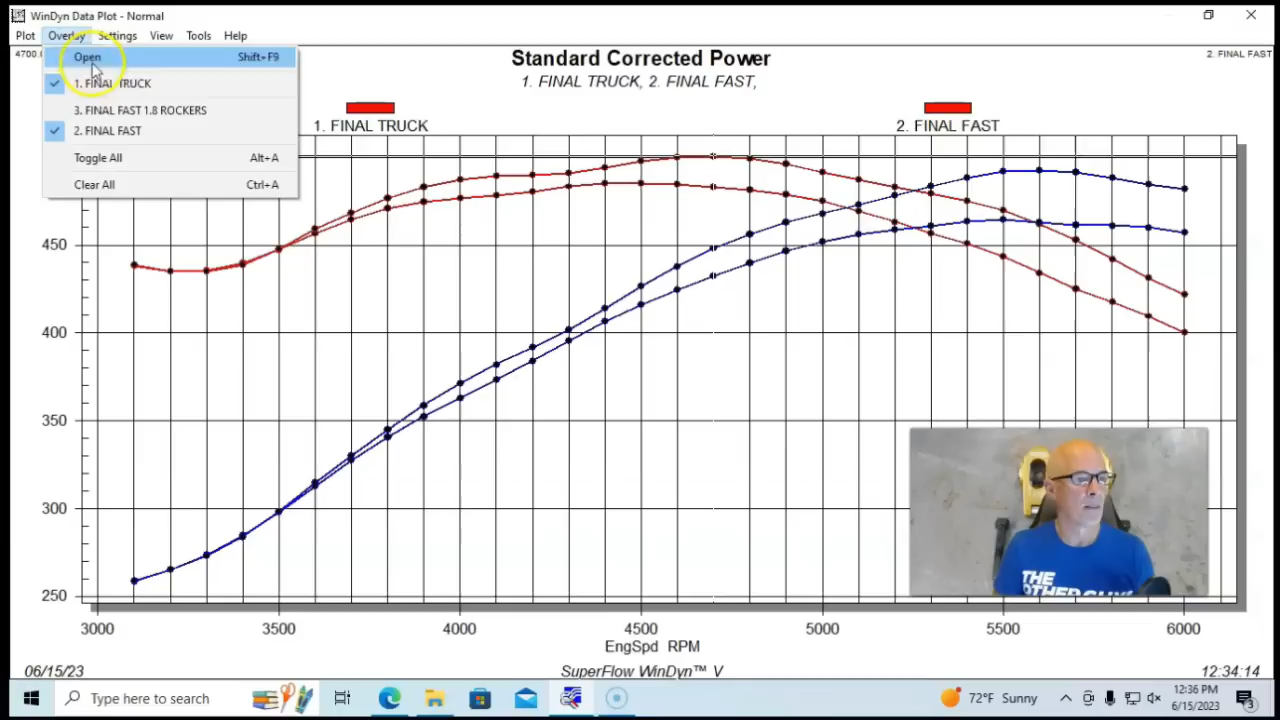 WinDyn Data Plot - Normal
Plot Overlay Settings View Tools Help
4700.0
2. FINAL FAST
Open Shift+F9
1. FINAL TRUCK
3. FINAL FAST 1.8 ROCKERS
2. FINAL FAST
Toggle All Alt+A
Clear All Ctrl+A
Standard Corrected Power
1. FINAL TRUCK, 2. FINAL FAST,
1. FINAL TRUCK
2. FINAL FAST
450
400
350
300
250
3000 3500 4000 4500 5000 5500 6000
EngSpd RPM
THE
OTHER GUYS
06/15/23 SuperFlow WinDyn™ V 12:34:14
Type here to search
72°F Sunny
12:36 PM
6/15/2023
3